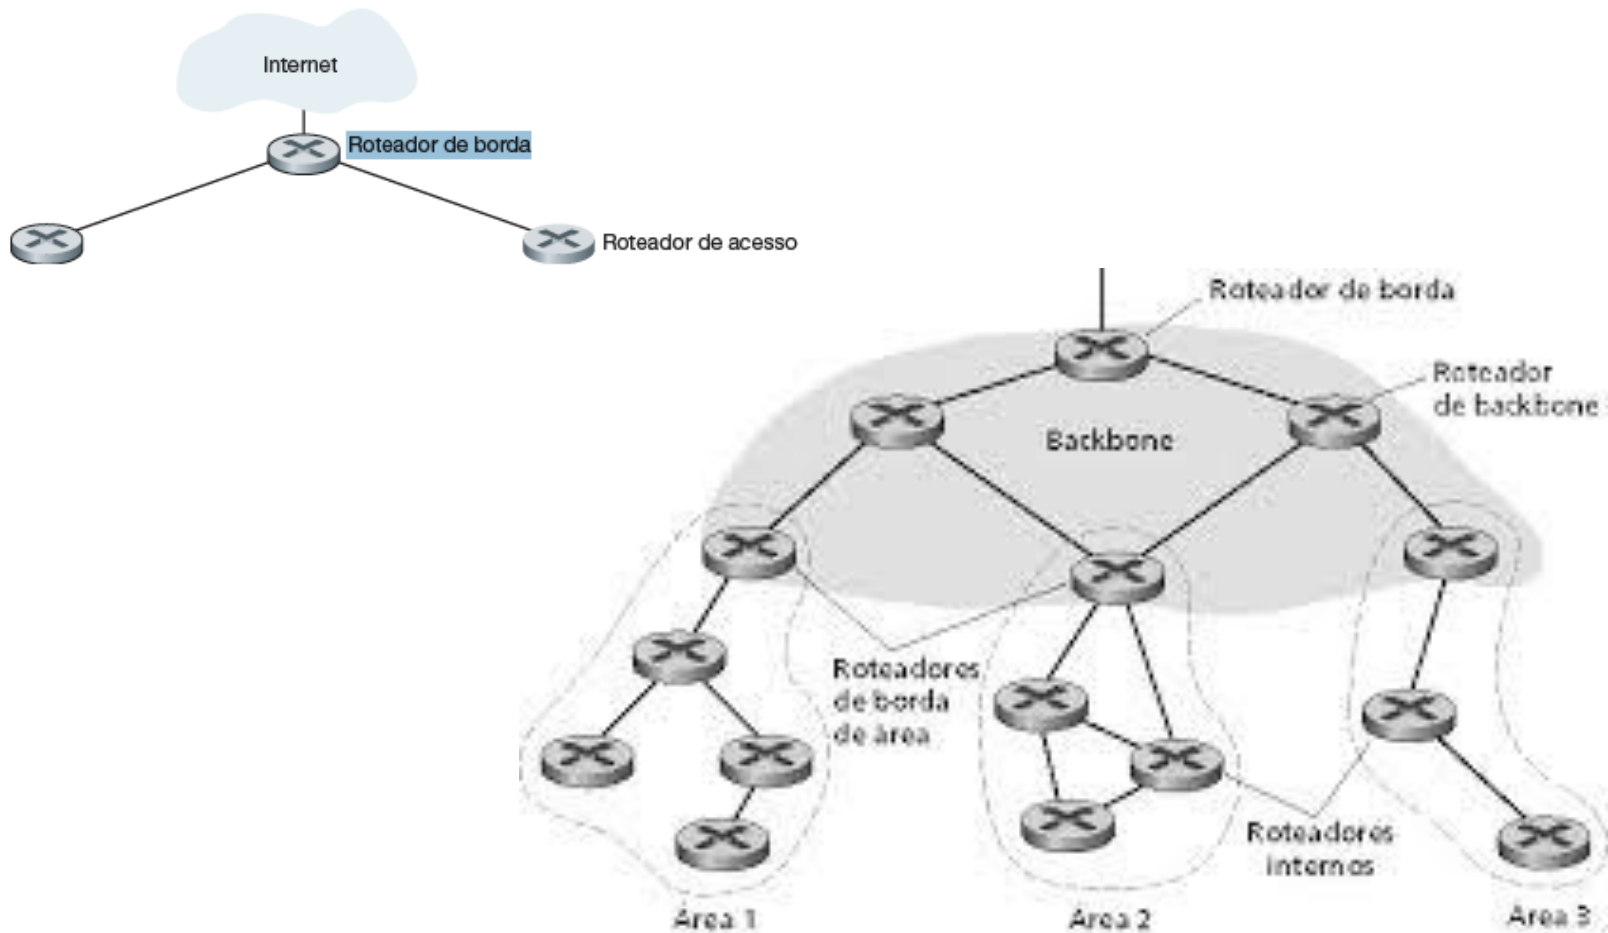 Internet
Roteador de borda
Roteador de acesso
Roteador de borda
Roteador
de backbone
Backbone
Roteadores
de borda
de área
Roteadores
internos
Área 1
Área 2
Área 3